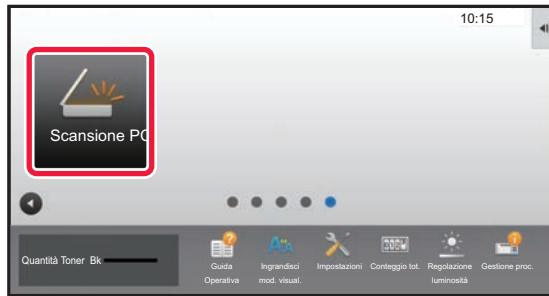 10:15
Scansione PC
Quantità Toner Bk
Guida
Operativa
Ingrandisci
mod. visual.
Impostazioni
Conteggio tot.
Regolazione
luminosità
Gestione proc.